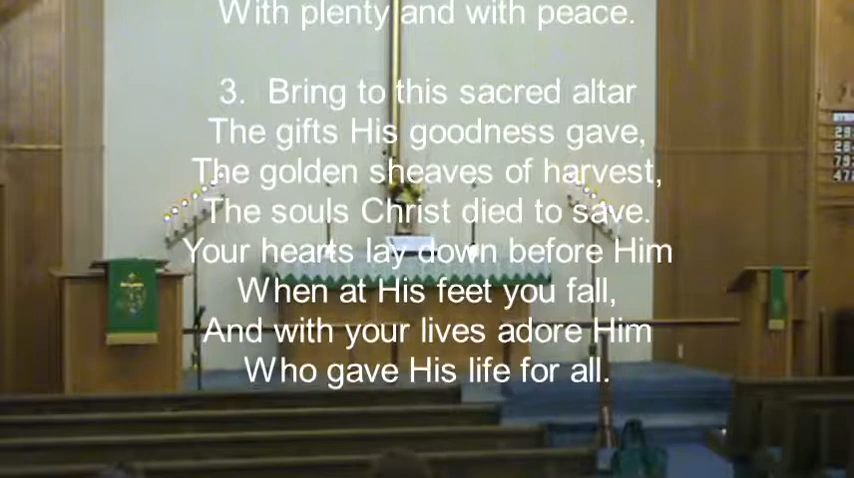 With plenty and with peace.
3. Bring to this sacred altar
The gifts His goodness gave,
The golden sheaves of harvest,
The souls Christ died to save.
Your hearts lay down before Him
When at His feet you fall,
And with your lives adore Him
Who gave His life for all.